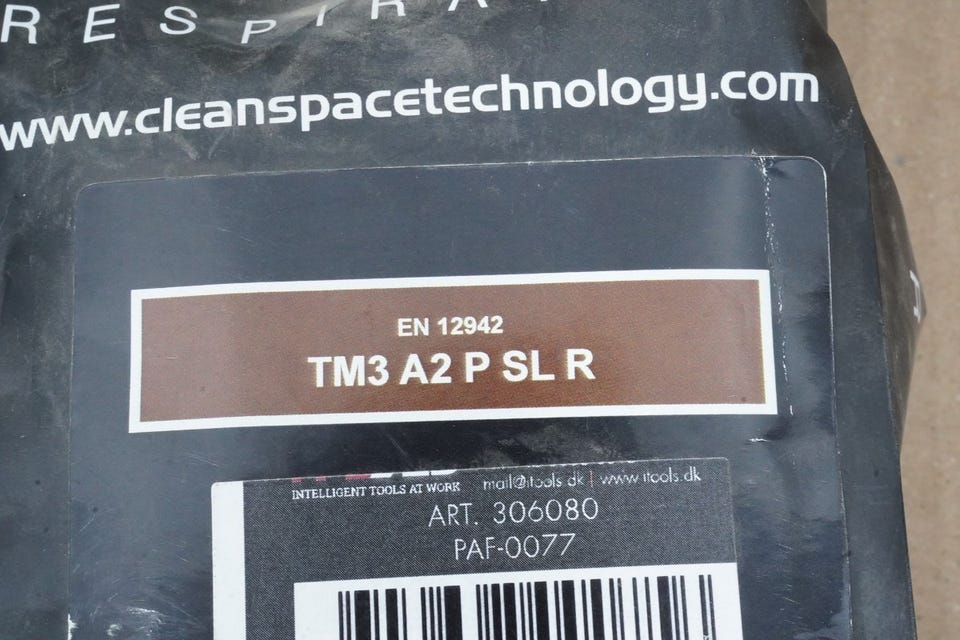 RESPIRA
www.cleanspacetechnology.com
EN 12942
TM3 A2 P SL R
INTELLIGENT TOOLS AT WORK mail@itools.dk | www.itools.dk
ART. 306080
PAF-0077